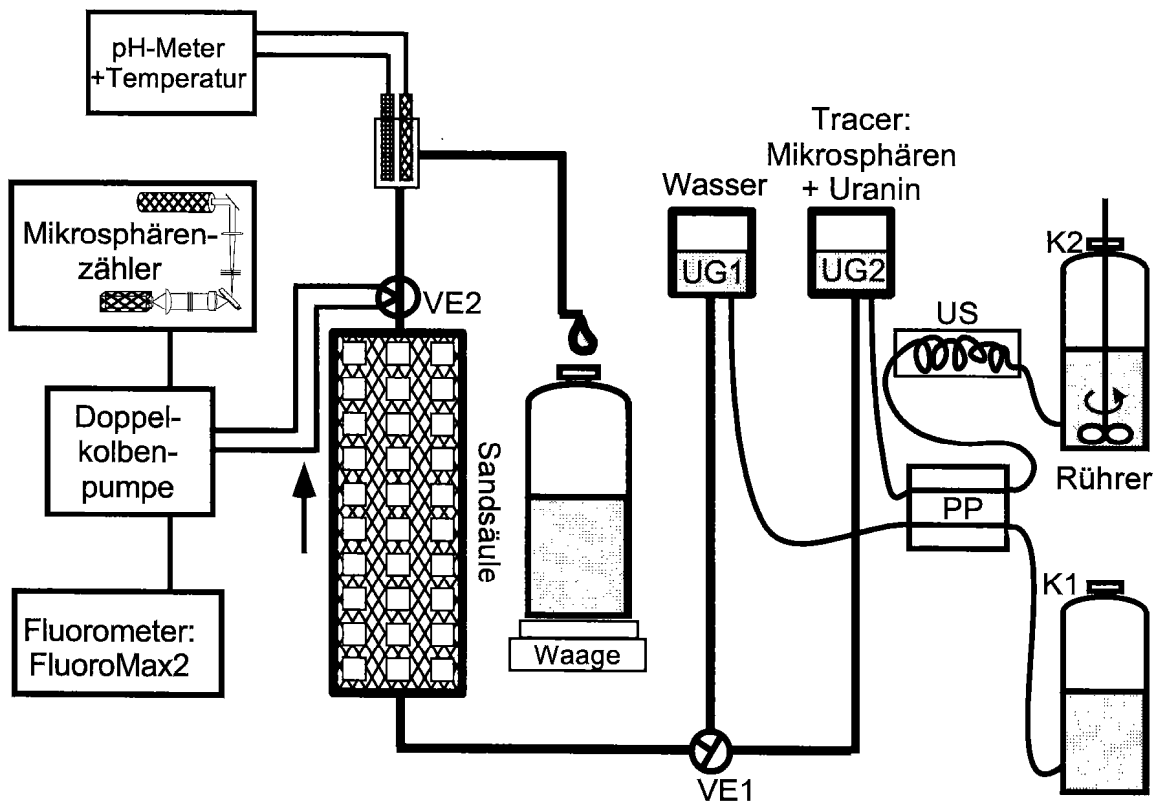 pH-Meter
+Temperatur
Mikrosphären-
zähler
Doppel-
kolben-
pumpe
Fluorometer:
FluoroMax2
VE2
Sandsäule
Waage
Wasser
UG1
Tracer:
Mikrosphären
+ Uranin
UG2
US
K2
Rührer
PP
K1
VE1